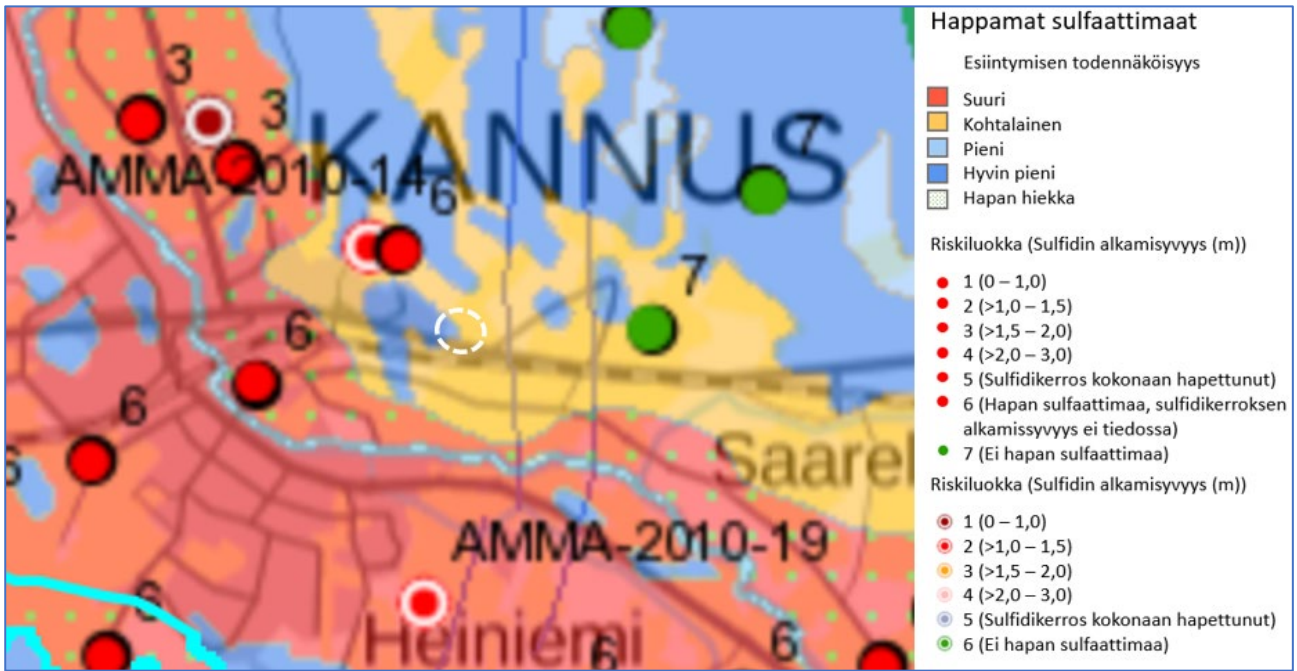 3
3
KANNUS
7
AMMA-2010-14
6
2
7
6
6
6
Saarel
AMMA-2010-19
6
Heiniemi
6
6
Happamat sulfaattimaat
Esiintymisen todennäköisyys
Suuri
Kohtalainen
Pieni
Hyvin pieni
Hapan hiekka
Riskiluokka (Sulfidin alkamisyvyys (m))
1 (0 – 1,0)
2 (>1,0 – 1,5)
3 (>1,5 – 2,0)
4 (>2,0 – 3,0)
5 (Sulfidikerros kokonaan hapettunut)
6 (Hapan sulfaattimaa, sulfidikerroksen
alkamissyvyys ei tiedossa)
7 (Ei hapan sulfaattimaa)
Riskiluokka (Sulfidin alkamisyvyys (m))
1 (0 – 1,0)
2 (>1,0 – 1,5)
3 (>1,5 – 2,0)
4 (>2,0 – 3,0)
5 (Sulfidikerros kokonaan hapettunut)
6 (Ei hapan sulfaattimaa)